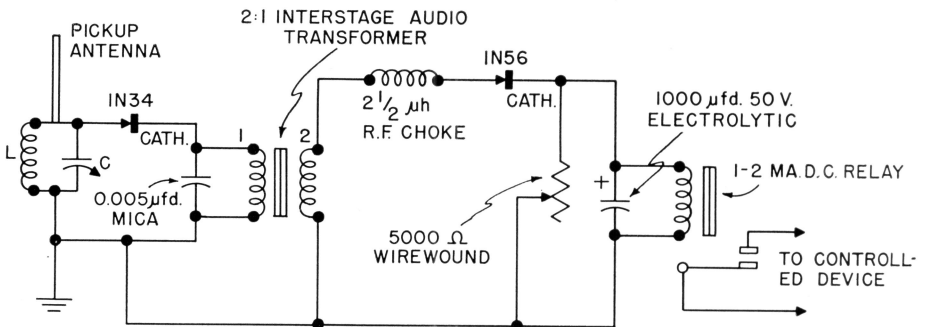 2:1 INTERSTAGE AUDIO
TRANSFORMER
PICKUP
ANTENNA
IN34
CATH.
L
C
0.005µfd.
MICA
1
2
2 1/2 µh
R.F. CHOKE
IN56
CATH.
1000 µfd. 50 V.
ELECTROLYTIC
5000 Ω
WIREWOUND
+
1-2 MA. D.C. RELAY
TO CONTROLL-
ED DEVICE